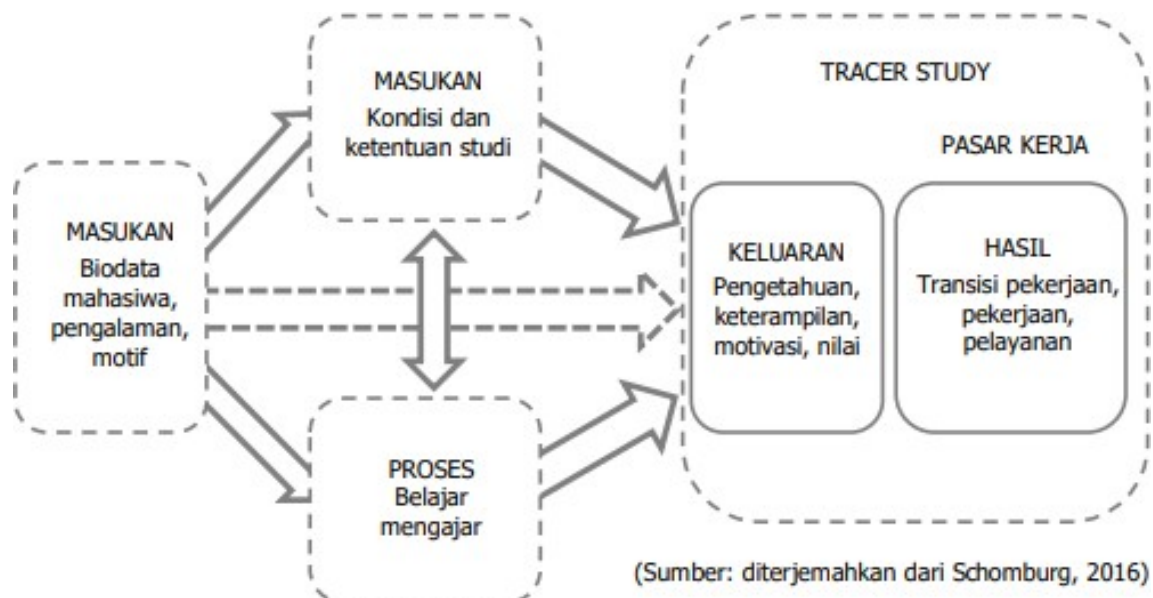 MASUKAN
Biodata
mahasiwa,
pengalaman,
motif
MASUKAN
Kondisi dan
ketentuan studi
PROSES
Belajar
mengajar
TRACER STUDY
PASAR KERJA
KELUARAN
Pengetahuan,
keterampilan,
motivasi, nilai
HASIL
Transisi pekerjaan,
pekerjaan,
pelayanan
(Sumber: diterjemahkan dari Schomburg, 2016)